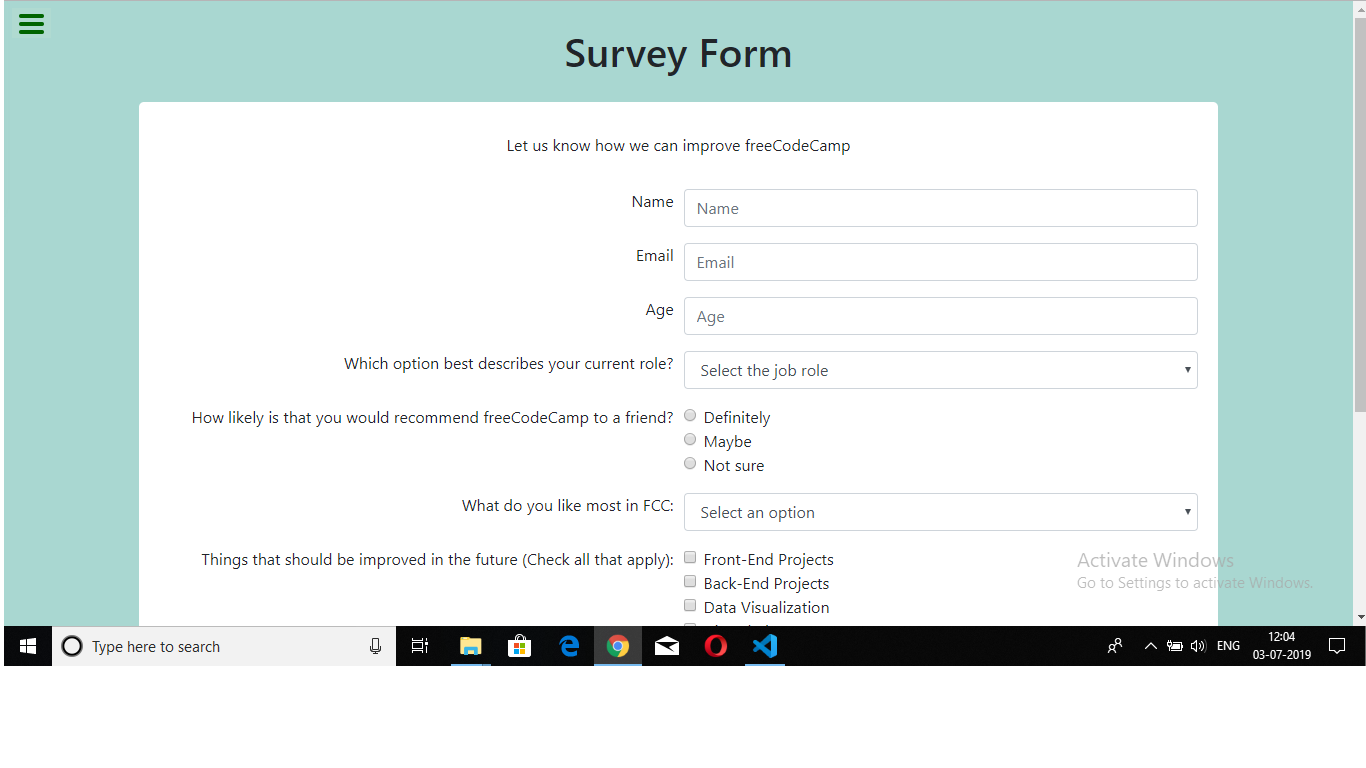 Survey Form
Let us know how we can improve freeCodeCamp
Name Name
Email Email
Age Age
Which option best describes your current role? Select the job role
How likely is that you would recommend freeCodeCamp to a friend? Definitely
Maybe
Not sure
What do you like most in FCC: Select an option
Things that should be improved in the future (Check all that apply): Front-End Projects
Back-End Projects
Data Visualization
Activate Windows
Go to Settings to activate Windows.
Type here to search
ENG
12:04
03-07-2019